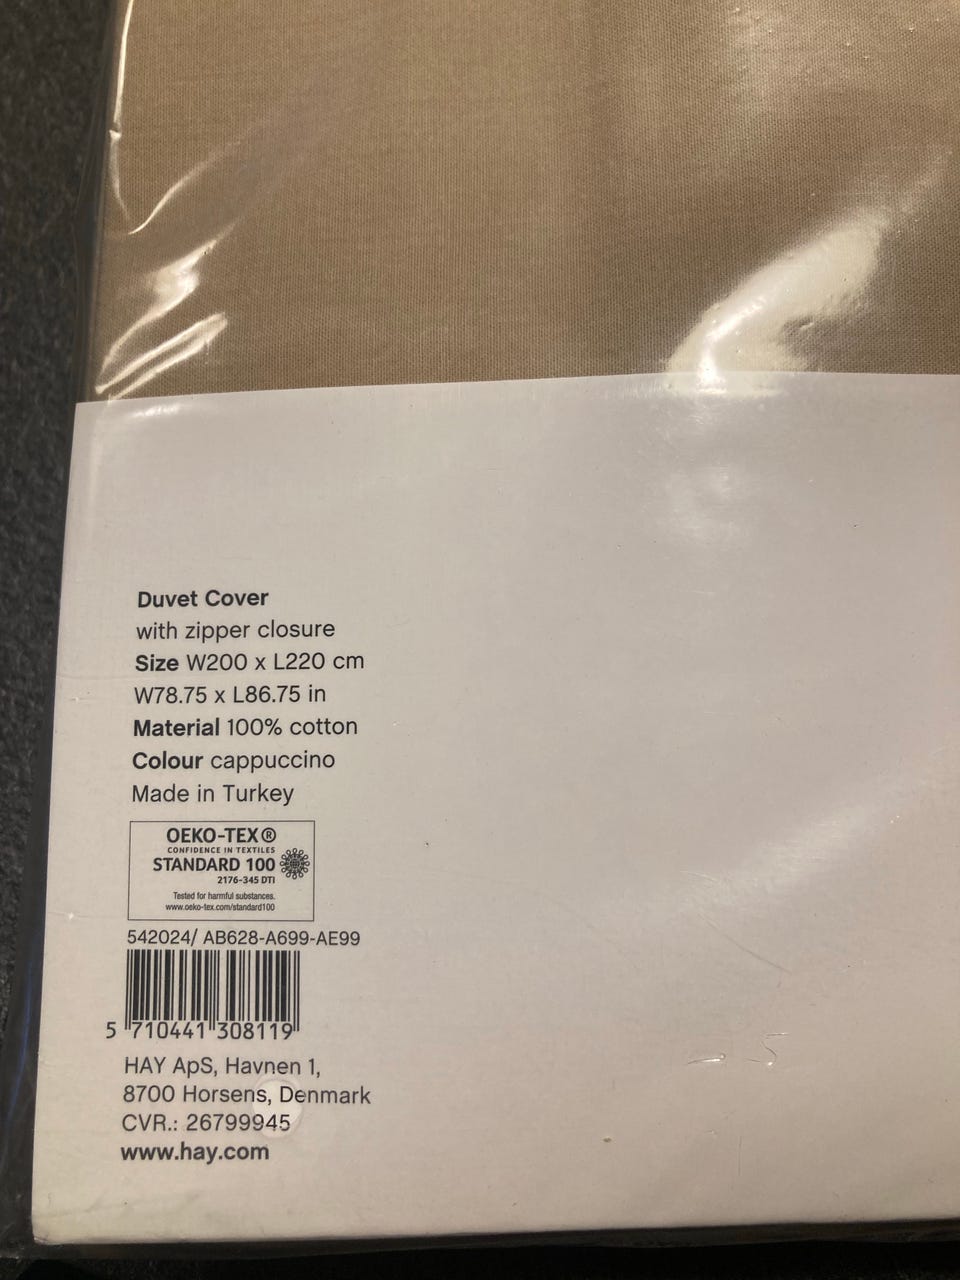 Duvet Cover
with zipper closure
Size W200 x L220 cm
W78.75 x L86.75 in
Material 100% cotton
Colour cappuccino
Made in Turkey
OEKO-TEX®
CONFIDENCE IN TEXTILES
STANDARD 100
2176-345 DTI
Tested for harmful substances.
www.oeko-tex.com/standard100
542024/ AB628-A699-AE99
5 710441 308119
HAY ApS, Havnen 1,
8700 Horsens, Denmark
CVR.: 26799945
www.hay.com